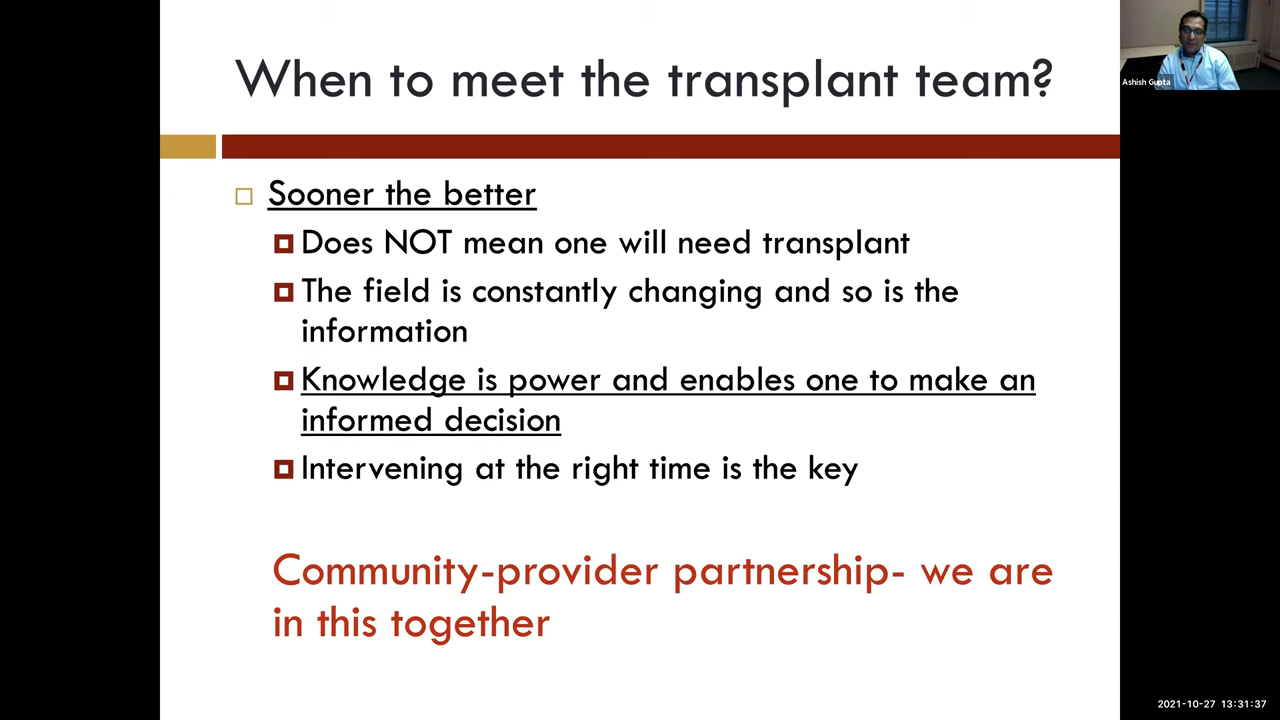 When to meet the transplant team?
Ashish Gupta
Sooner the better
Does NOT mean one will need transplant
The field is constantly changing and so is the
information
Knowledge is power and enables one to make an
informed decision
Intervening at the right time is the key
Community-provider partnership- we are
in this together
2021-10-27 13:31:37